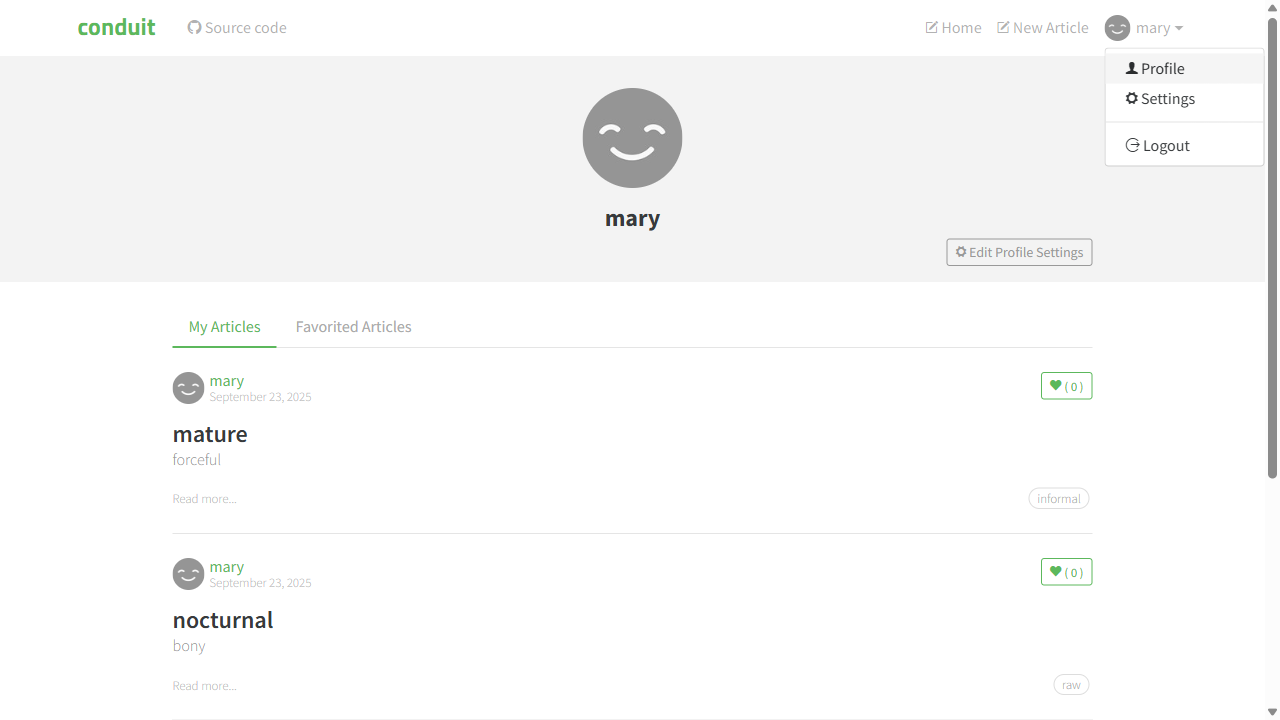 conduit
Source code
Home
New Article
mary
Profile
Settings
Logout
mary
Edit Profile Settings
My Articles
Favorited Articles
mary
September 23, 2025
( 0 )
mature
forceful
Read more...
informal
mary
September 23, 2025
( 0 )
nocturnal
bony
Read more...
raw